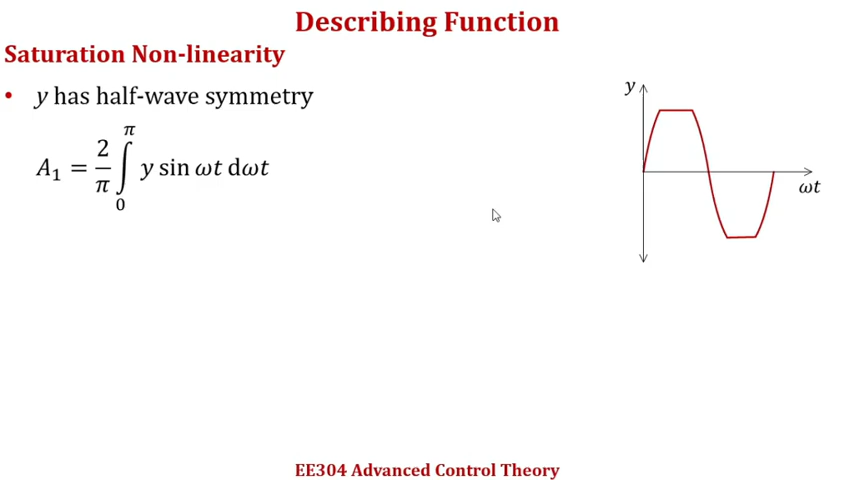 Describing Function
Saturation Non-linearity
• y has half-wave symmetry
A₁ = 2/π ∫₀^π y sin ωt dωt
y
ωt
EE304 Advanced Control Theory